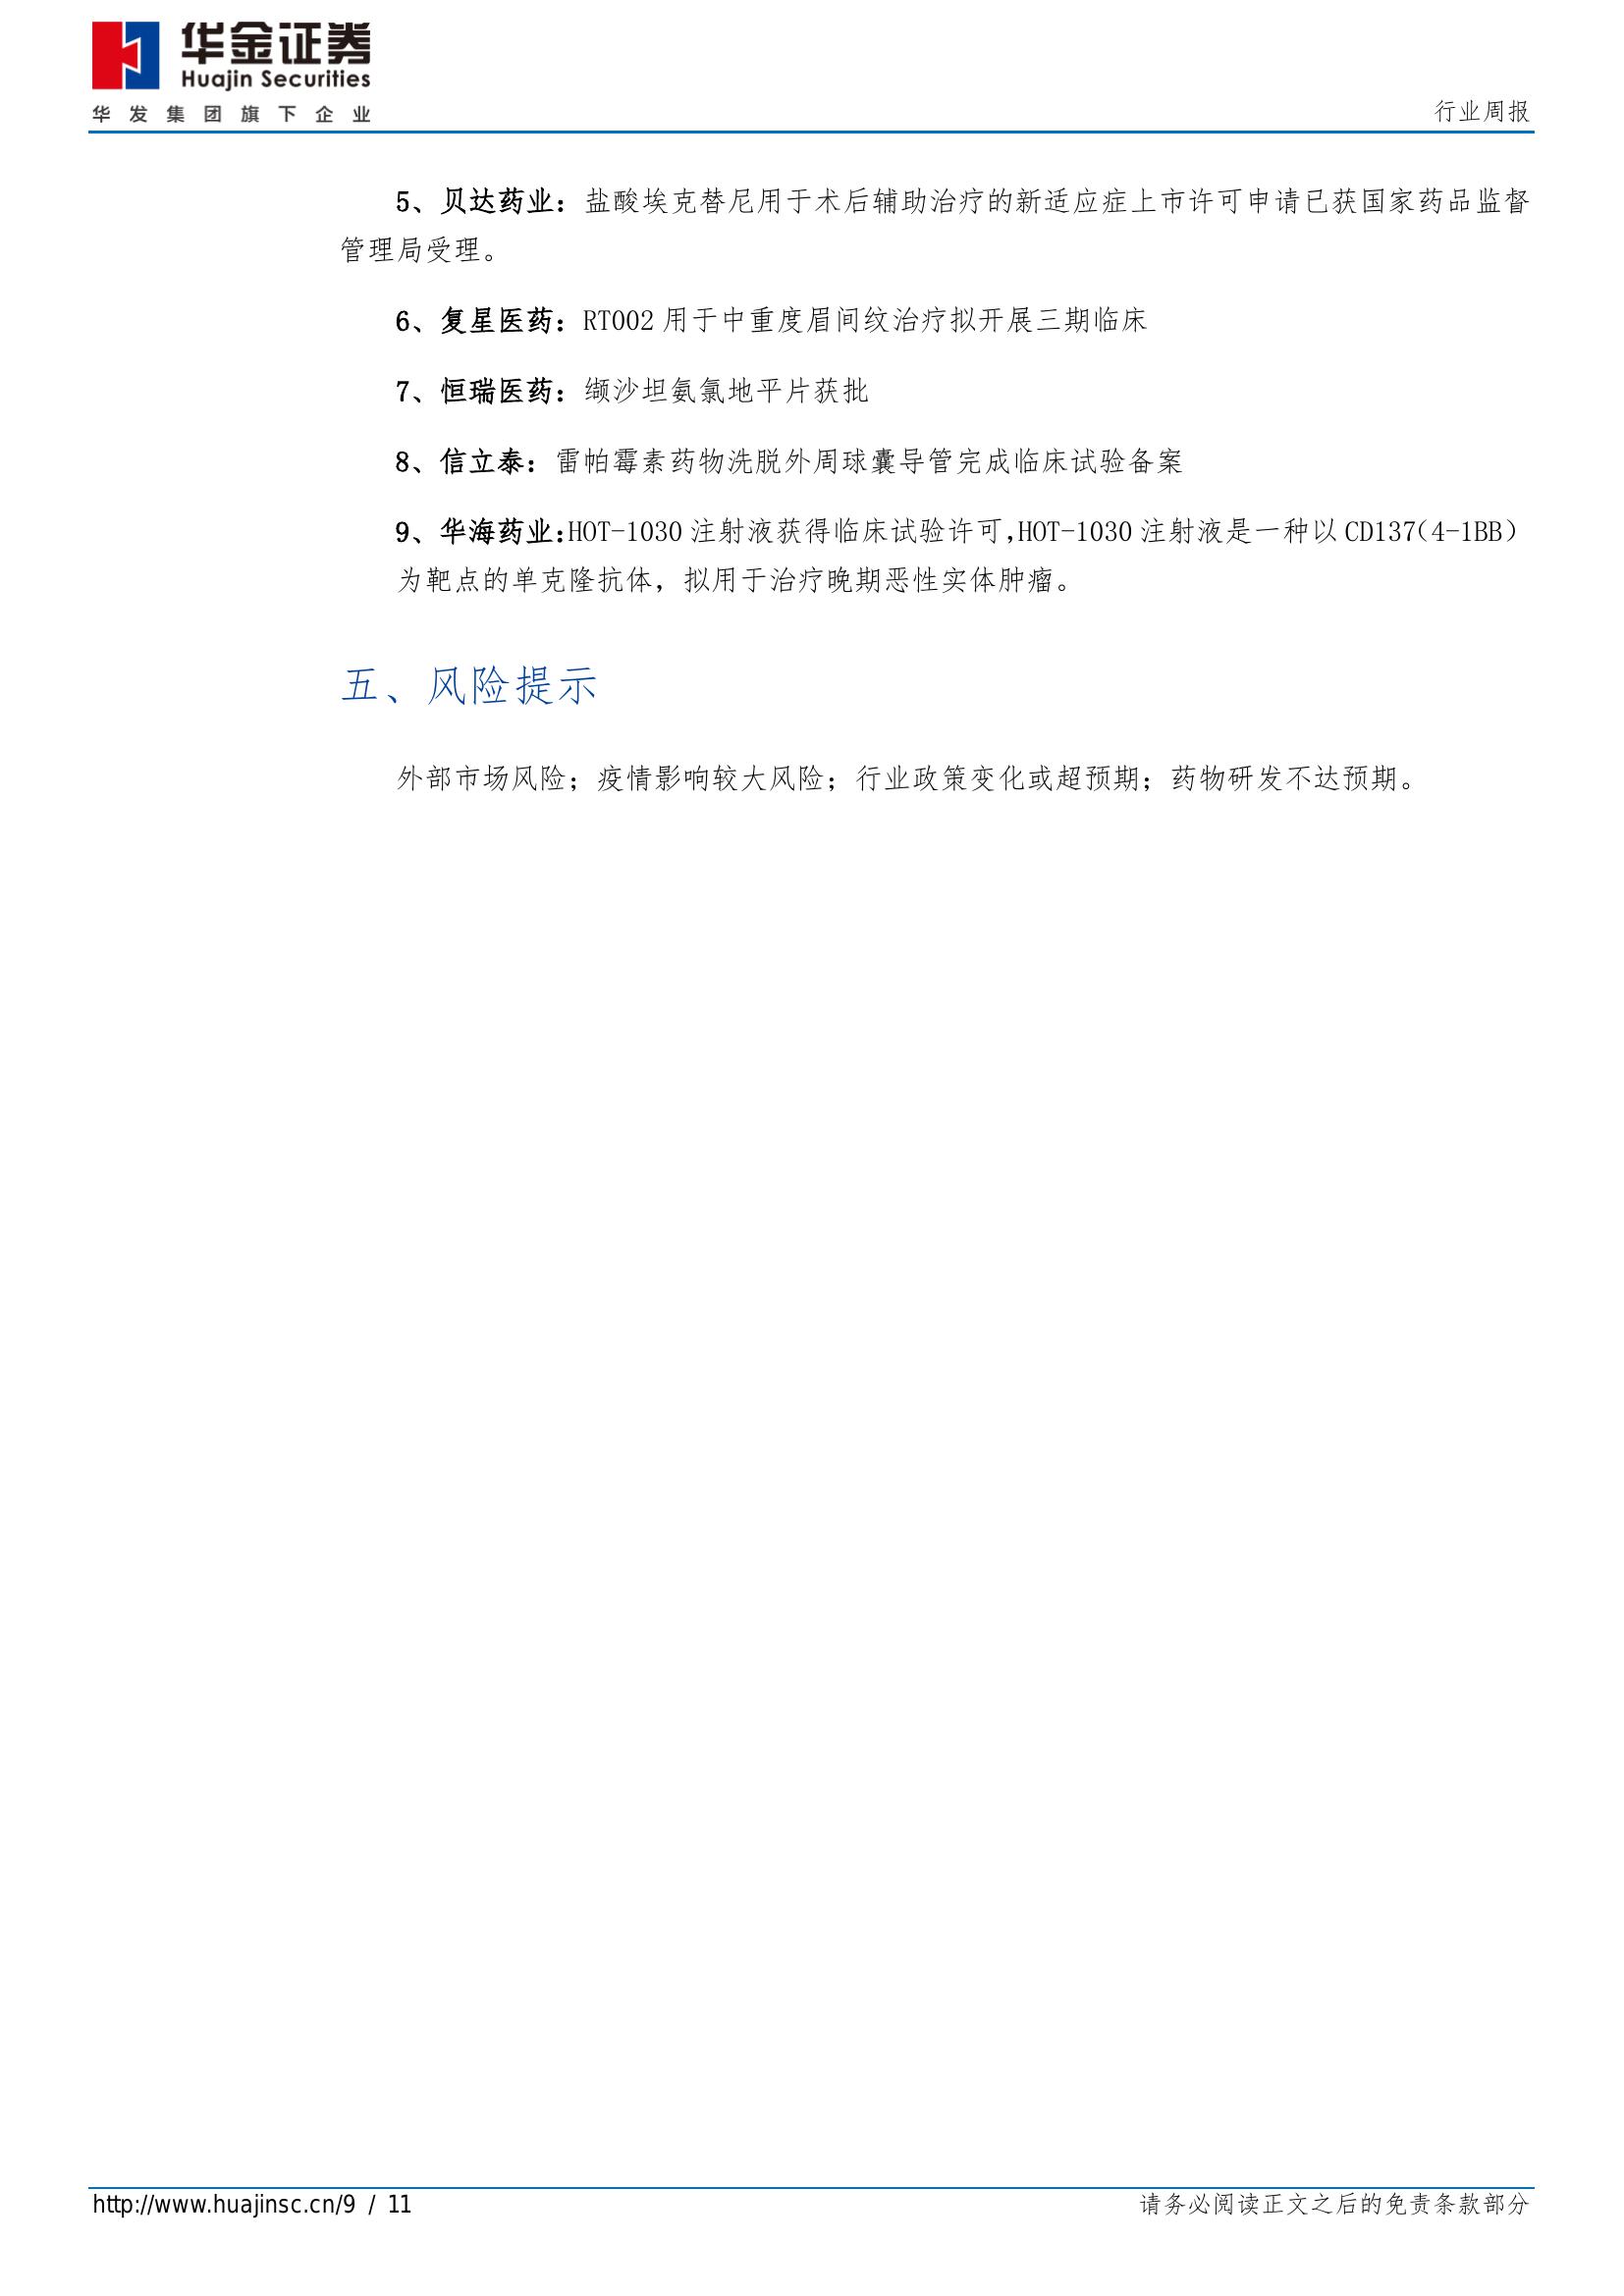 华金证券
Huajin Securities
华发集团旗下企业
行业周报
5、贝达药业：盐酸埃克替尼用于术后辅助治疗的新适应症上市许可申请已获国家药品监督
管理局受理。
6、复星医药：RT002 用于中重度眉间纹治疗拟开展三期临床
7、恒瑞医药：缬沙坦氨氯地平片获批
8、信立泰：雷帕霉素药物洗脱外周球囊导管完成临床试验备案
9、华海药业：HOT-1030 注射液获得临床试验许可，HOT-1030 注射液是一种以 CD137（4-1BB）
为靶点的单克隆抗体，拟用于治疗晚期恶性实体肿瘤。
五、风险提示
外部市场风险；疫情影响较大风险；行业政策变化或超预期；药物研发不达预期。
http://www.huajinsc.cn/9 / 11
请务必阅读正文之后的免责条款部分